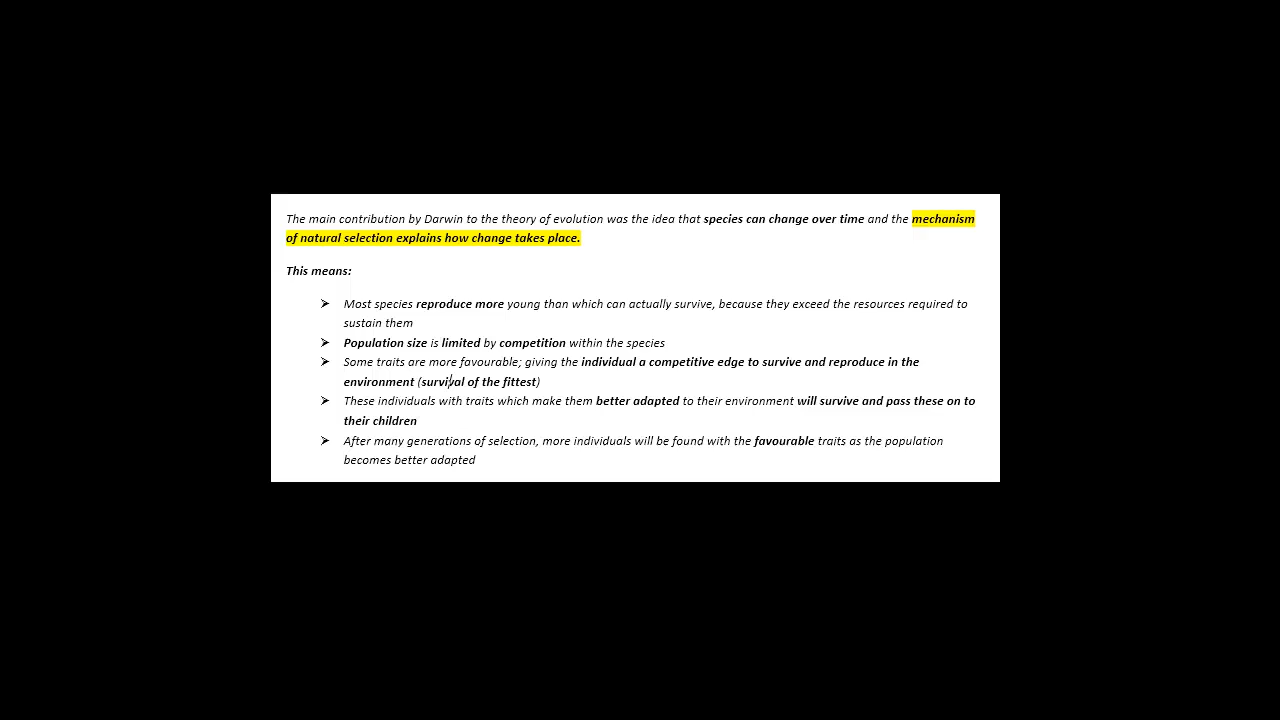 The main contribution by Darwin to the theory of evolution was the idea that species can change over time and the mechanism
of natural selection explains how change takes place.
This means:
Most species reproduce more young than which can actually survive, because they exceed the resources required to
sustain them
Population size is limited by competition within the species
Some traits are more favourable; giving the individual a competitive edge to survive and reproduce in the
environment (survival of the fittest)
These individuals with traits which make them better adapted to their environment will survive and pass these on to
their children
After many generations of selection, more individuals will be found with the favourable traits as the population
becomes better adapted